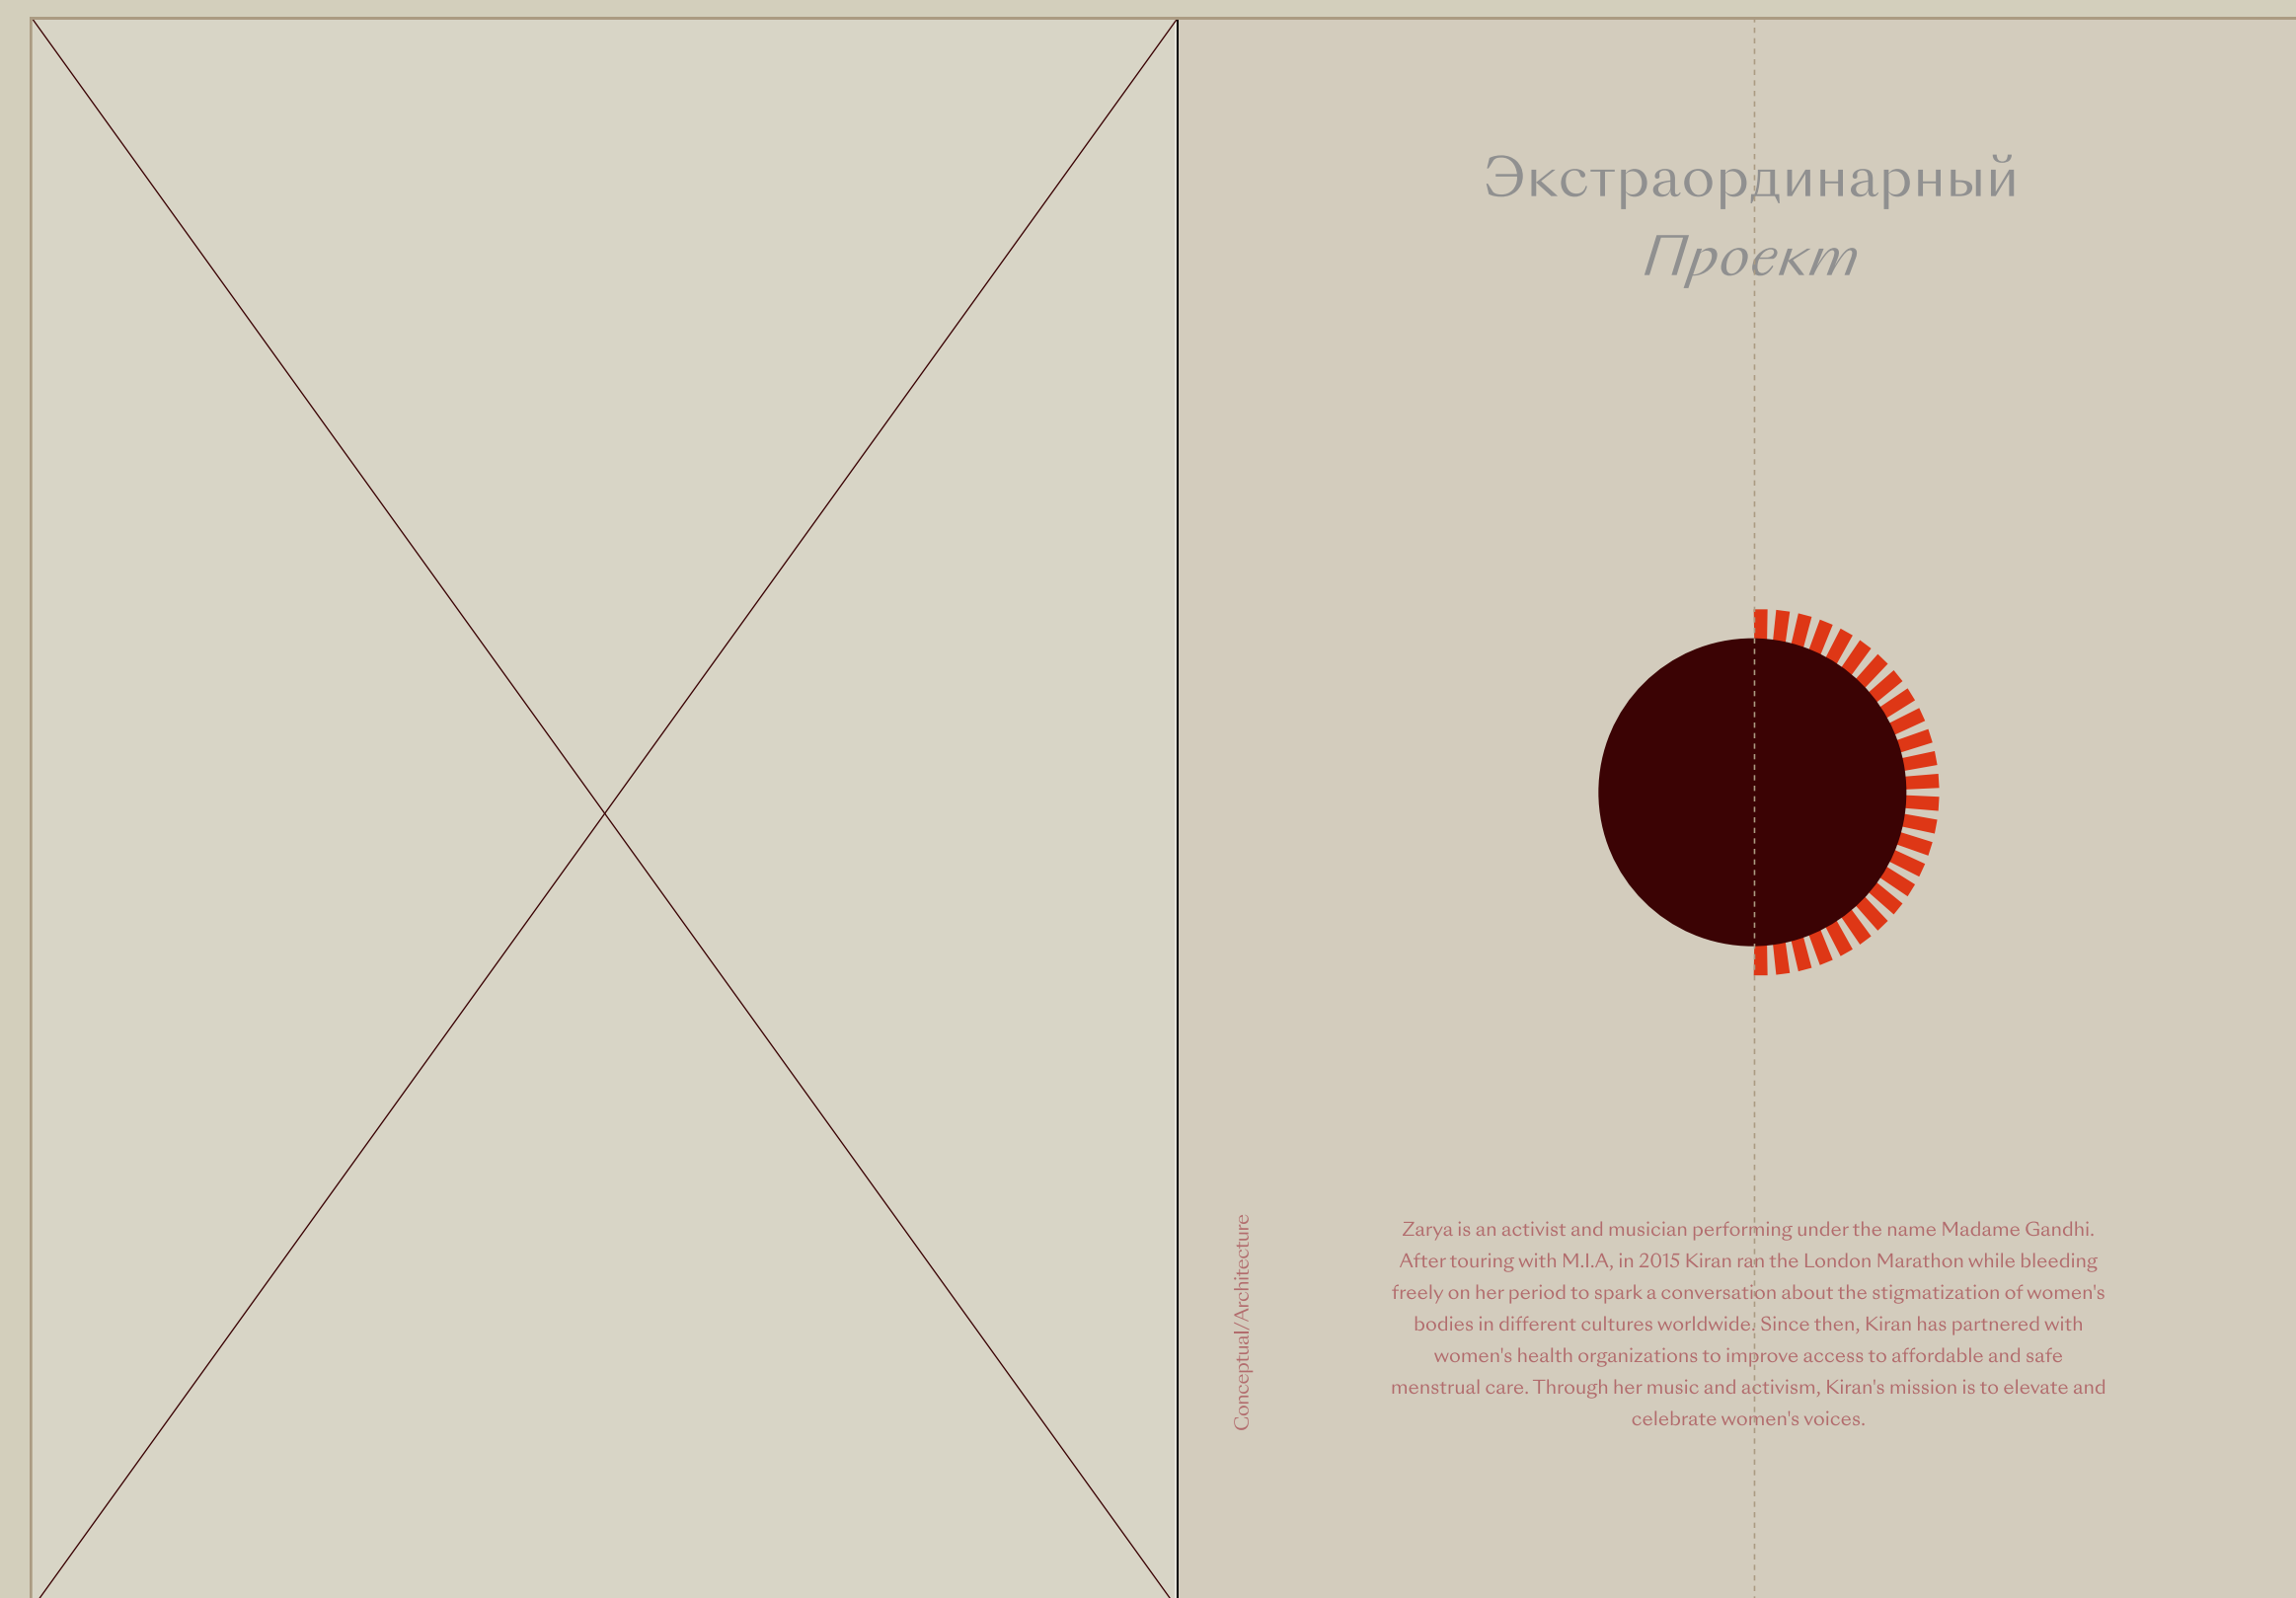 Экстраординарный
Проект
Conceptual/Architecture
Zarya is an activist and musician performing under the name Madame Gandhi.
After touring with M.I.A, in 2015 Kiran ran the London Marathon while bleeding
freely on her period to spark a conversation about the stigmatization of women's
bodies in different cultures worldwide. Since then, Kiran has partnered with
women's health organizations to improve access to affordable and safe
menstrual care. Through her music and activism, Kiran's mission is to elevate and
celebrate women's voices.